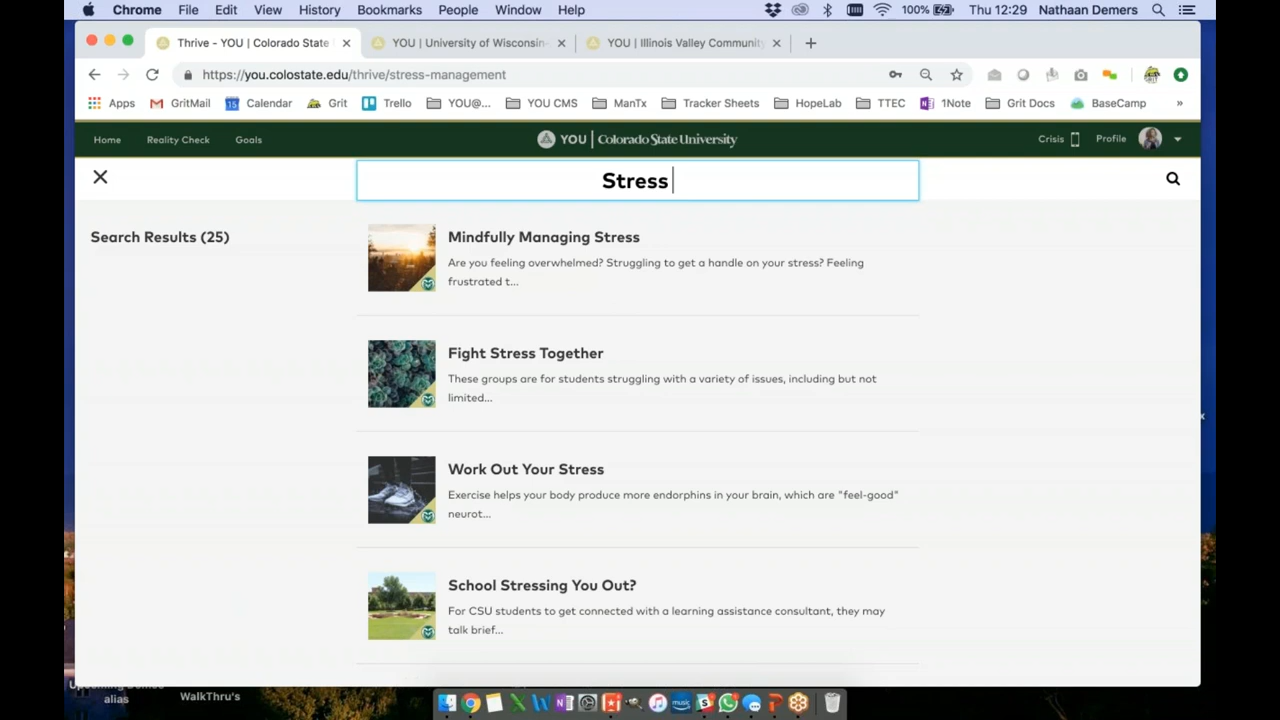 Chrome File Edit View History Bookmarks People Window Help 100% Thu 12:29 Nathaan Demers
Thrive - YOU | Colorado State YOU | University of Wisconsin- YOU | Illinois Valley Community
https://you.colostate.edu/thrive/stress-management
Apps GritMail Calendar Grit Trello YOU@... YOU CMS ManTx Tracker Sheets HopeLab TTEC 1Note Grit Docs BaseCamp »
Home Reality Check Goals YOU | Colorado State University Crisis Profile
Stress
Search Results (25)
Mindfully Managing Stress
Are you feeling overwhelmed? Struggling to get a handle on your stress? Feeling
frustrated t...
Fight Stress Together
These groups are for students struggling with a variety of issues, including but not
limited...
Work Out Your Stress
Exercise helps your body produce more endorphins in your brain, which are "feel-good"
neurot...
School Stressing You Out?
For CSU students to get connected with a learning assistance consultant, they may
talk brief...
alias
WalkThru's